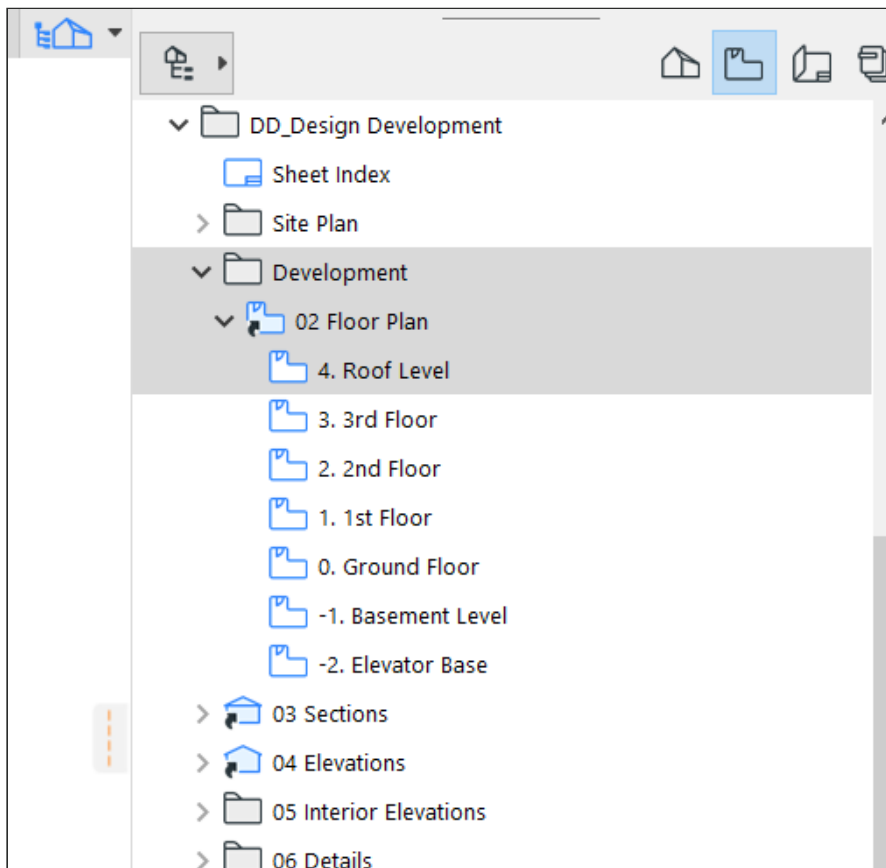 DD_Design Development
Sheet Index
Site Plan
Development
02 Floor Plan
4. Roof Level
3. 3rd Floor
2. 2nd Floor
1. 1st Floor
0. Ground Floor
-1. Basement Level
-2. Elevator Base
03 Sections
04 Elevations
05 Interior Elevations
06 Details